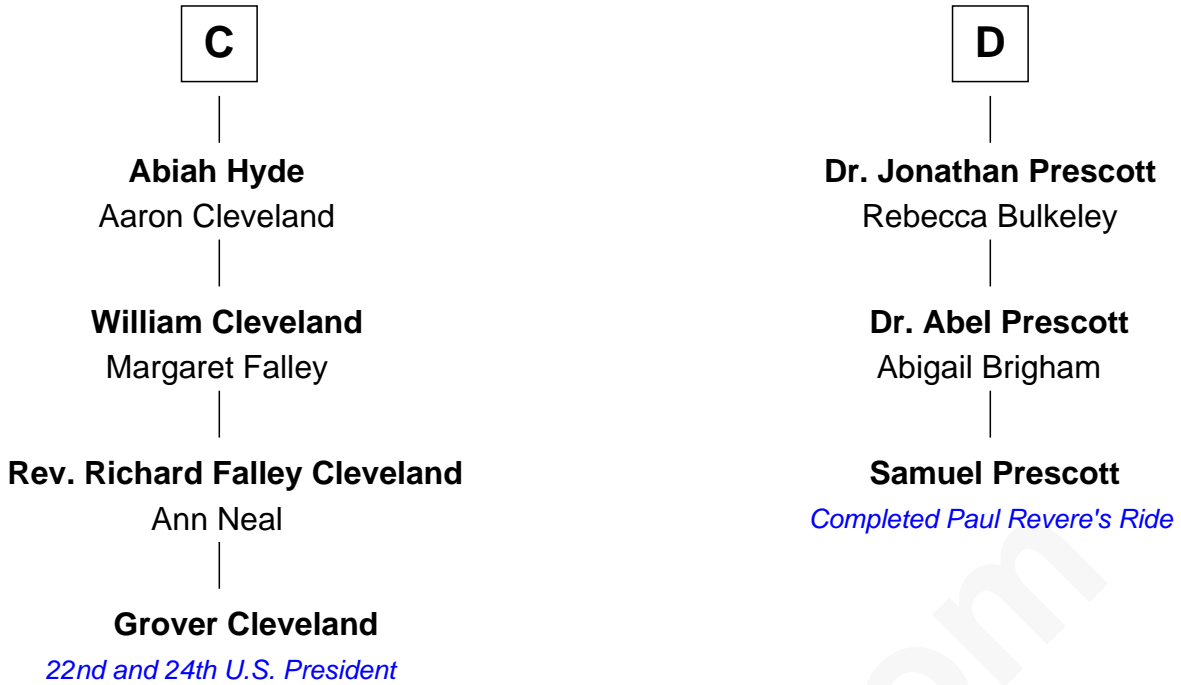 C
Abiah Hyde
Aaron Cleveland
William Cleveland
Margaret Falley
Rev. Richard Falley Cleveland
Ann Neal
Grover Cleveland
22nd and 24th U.S. President
D
Dr. Jonathan Prescott
Rebecca Bulkeley
Dr. Abel Prescott
Abigail Brigham
Samuel Prescott
Completed Paul Revere's Ride
om